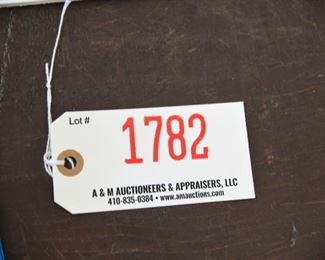 Lot #
1782
A & M AUCTIONEERS & APPRAISERS, LLC
410-835-0384 • www.amauctions.com